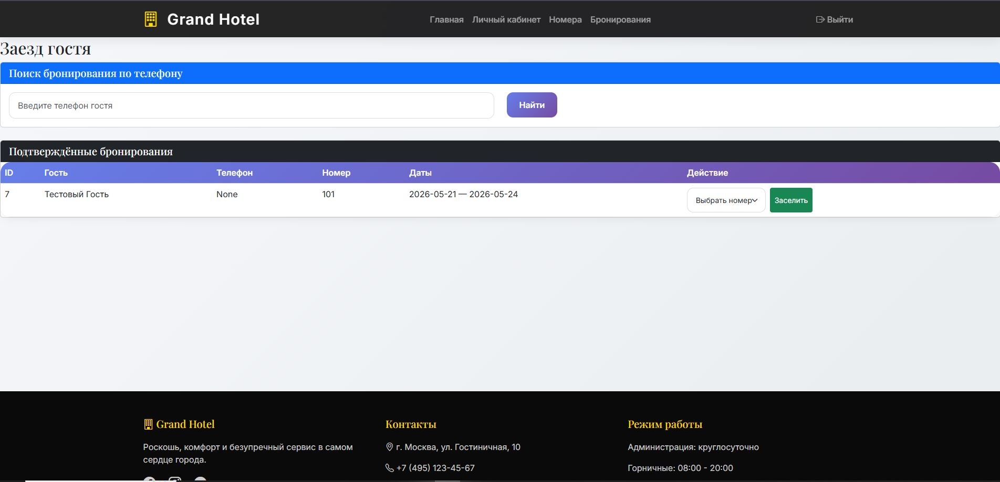 Grand Hotel
Главная Личный кабинет Номера Бронирования
Выйти
Заезд гостя
Поиск бронирования по телефону
Введите телефон гостя
Найти
Подтверждённые бронирования
ID Гость Телефон Номер Даты Действие
7 Тестовый Гость None 101 2026-05-21 — 2026-05-24 Выбрать номер Заселить
Grand Hotel
Роскошь, комфорт и безупречный сервис в самом
сердце города.
Контакты
г. Москва, ул. Гостиничная, 10
+7 (495) 123-45-67
Режим работы
Администрация: круглосуточно
Горничные: 08:00 - 20:00